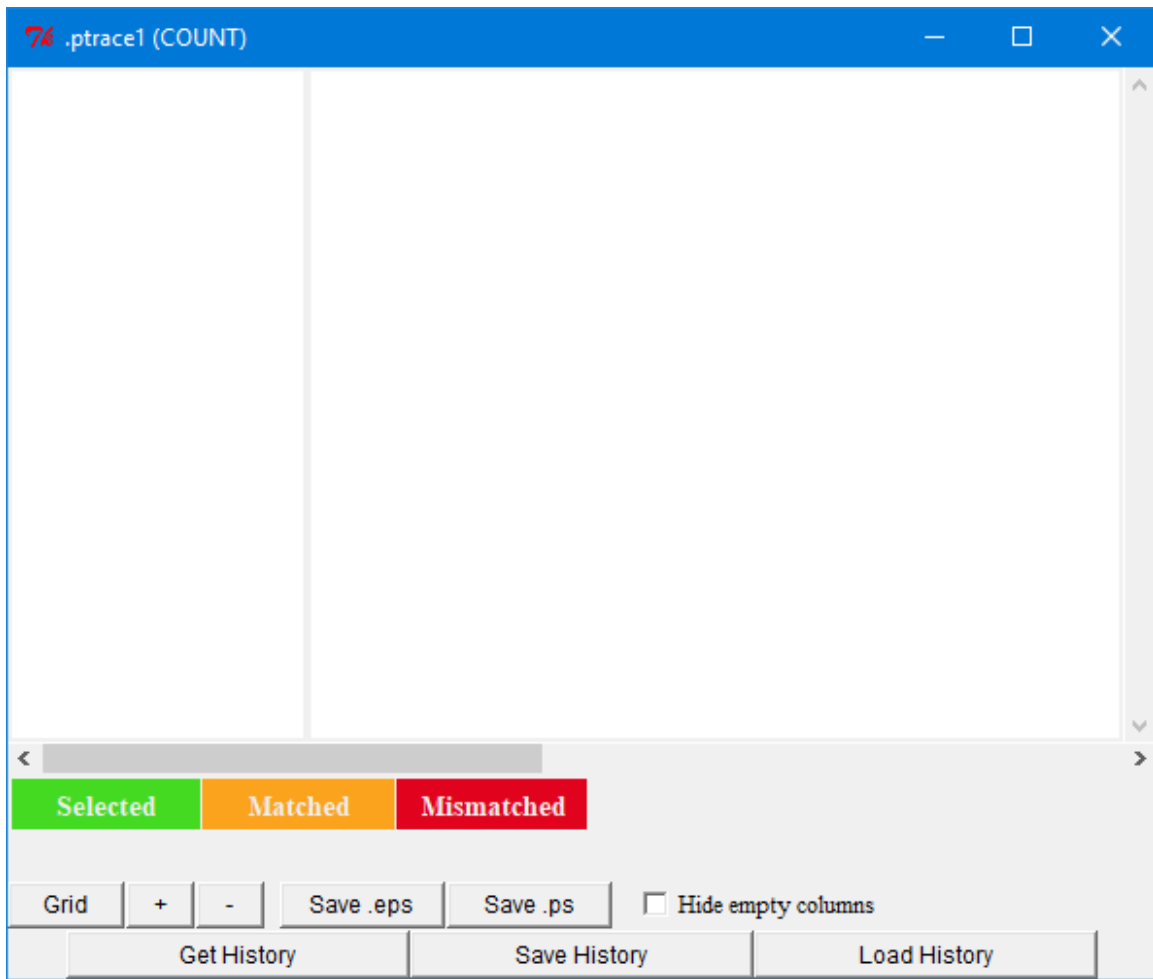 .ptrace1 (COUNT)
Selected Matched Mismatched
Grid + - Save .eps Save .ps Hide empty columns
Get History Save History Load History